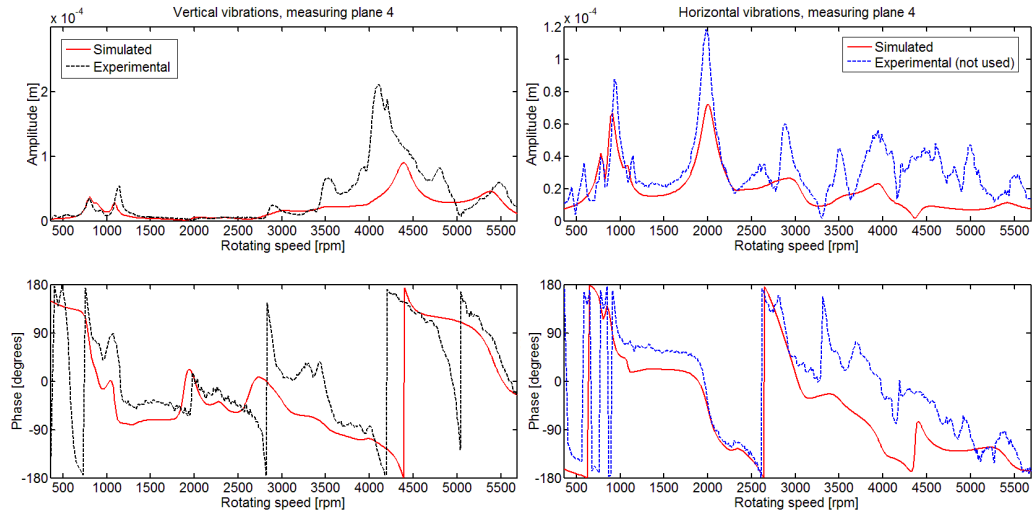 Vertical vibrations, measuring plane 4
x 10⁻⁴
Amplitude [m]
2
1
0
Simulated
Experimental
500 1000 1500 2000 2500 3000 3500 4000 4500 5000 5500
Rotating speed [rpm]
Horizontal vibrations, measuring plane 4
x 10⁻⁴
Amplitude [m]
1.2
1
0.8
0.6
0.4
0.2
0
Simulated
Experimental (not used)
500 1000 1500 2000 2500 3000 3500 4000 4500 5000 5500
Rotating speed [rpm]
Phase [degrees]
180
90
0
-90
-180
500 1000 1500 2000 2500 3000 3500 4000 4500 5000 5500
Rotating speed [rpm]
Phase [degrees]
180
90
0
-90
-180
500 1000 1500 2000 2500 3000 3500 4000 4500 5000 5500
Rotating speed [rpm]